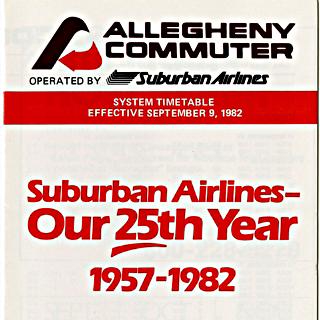 ALLEGHENY
COMMUTER
OPERATED BY Suburban Airlines
SYSTEM TIMETABLE
EFFECTIVE SEPTEMBER 9, 1982
Suburban Airlines–
Our 25th Year
1957-1982